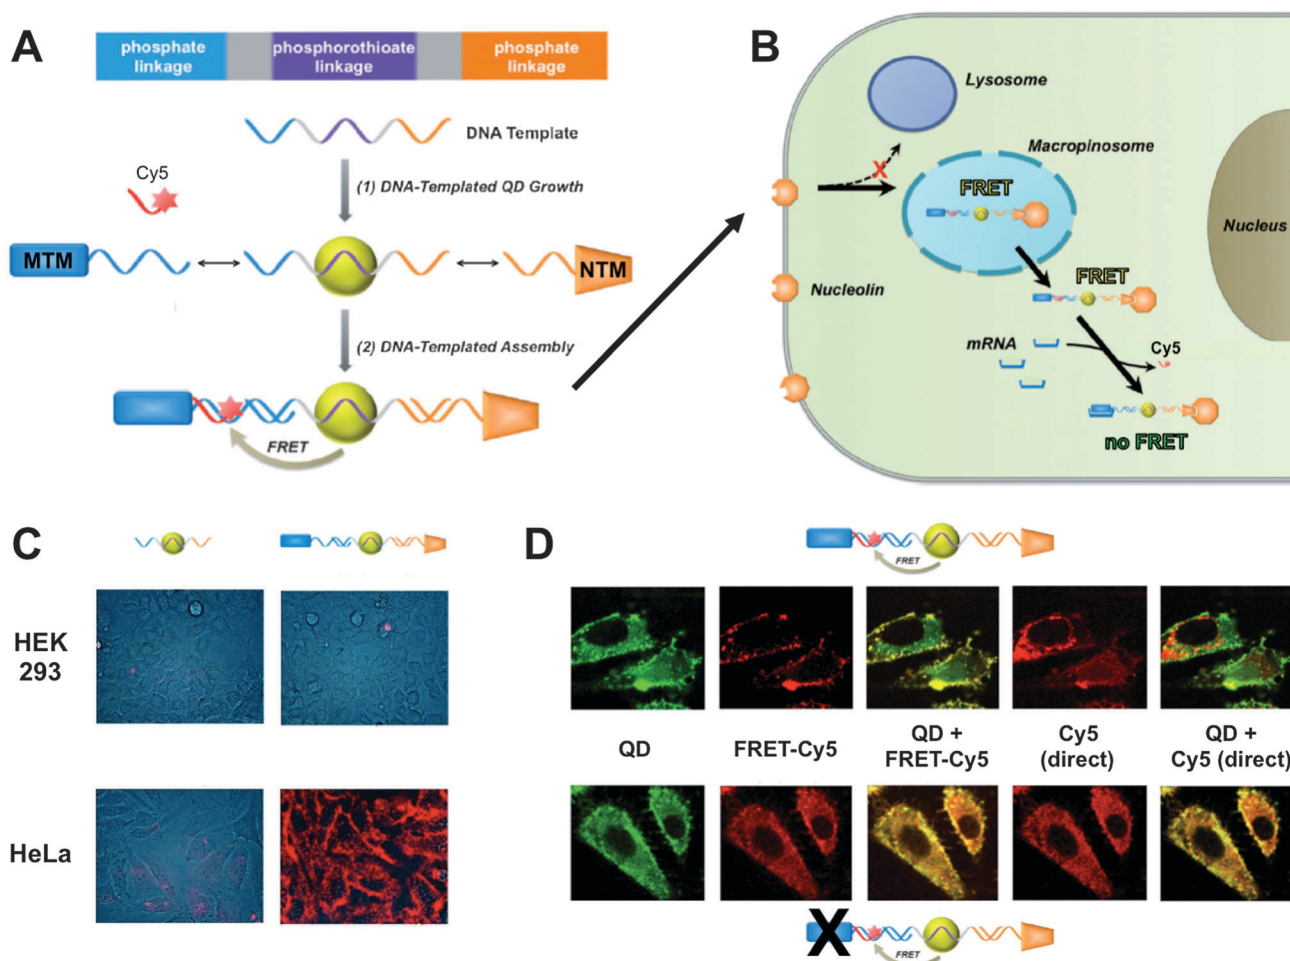 A
phosphate
linkage
phosphorothioate
linkage
phosphate
linkage
DNA Template
Cy5
(1) DNA-Templated QD Growth
MTM
NTM
(2) DNA-Templated Assembly
FRET
B
Lysosome
Macropinosome
X
FRET
Nucleus
Nucleolin
FRET
mRNA
Cy5
no FRET
C
HEK
293
HeLa
D
FRET
QD
FRET-Cy5
QD +
FRET-Cy5
Cy5
(direct)
QD +
Cy5 (direct)
X
FRET